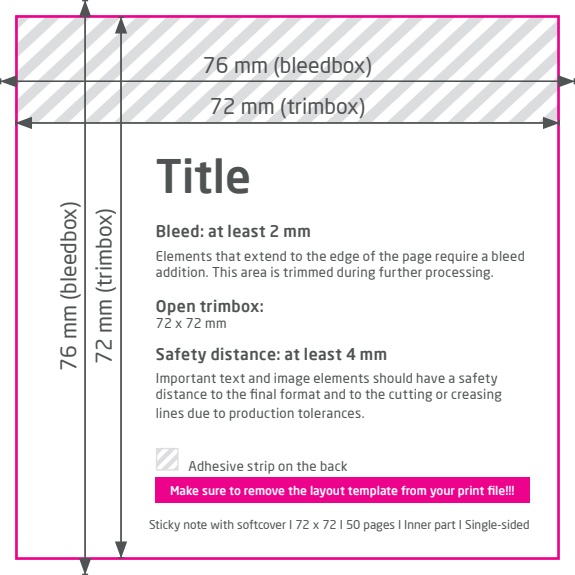 76 mm (bleedbox)
72 mm (trimbox)
76 mm (bleedbox)
72 mm (trimbox)
Title
Bleed: at least 2 mm
Elements that extend to the edge of the page require a bleed
addition. This area is trimmed during further processing.
Open trimbox:
72 x 72 mm
Safety distance: at least 4 mm
Important text and image elements should have a safety
distance to the final format and to the cutting or creasing
lines due to production tolerances.
Adhesive strip on the back
Make sure to remove the layout template from your print file!!!
Sticky note with softcover I 72 x 72 I 50 pages I Inner part I Single-sided